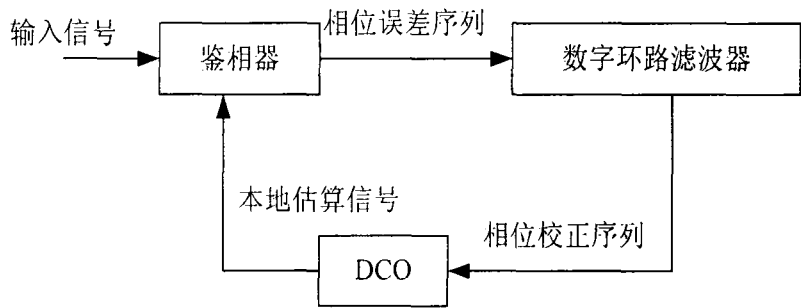 输入信号
鉴相器
相位误差序列
数字环路滤波器
本地估算信号
相位校正序列
DCO